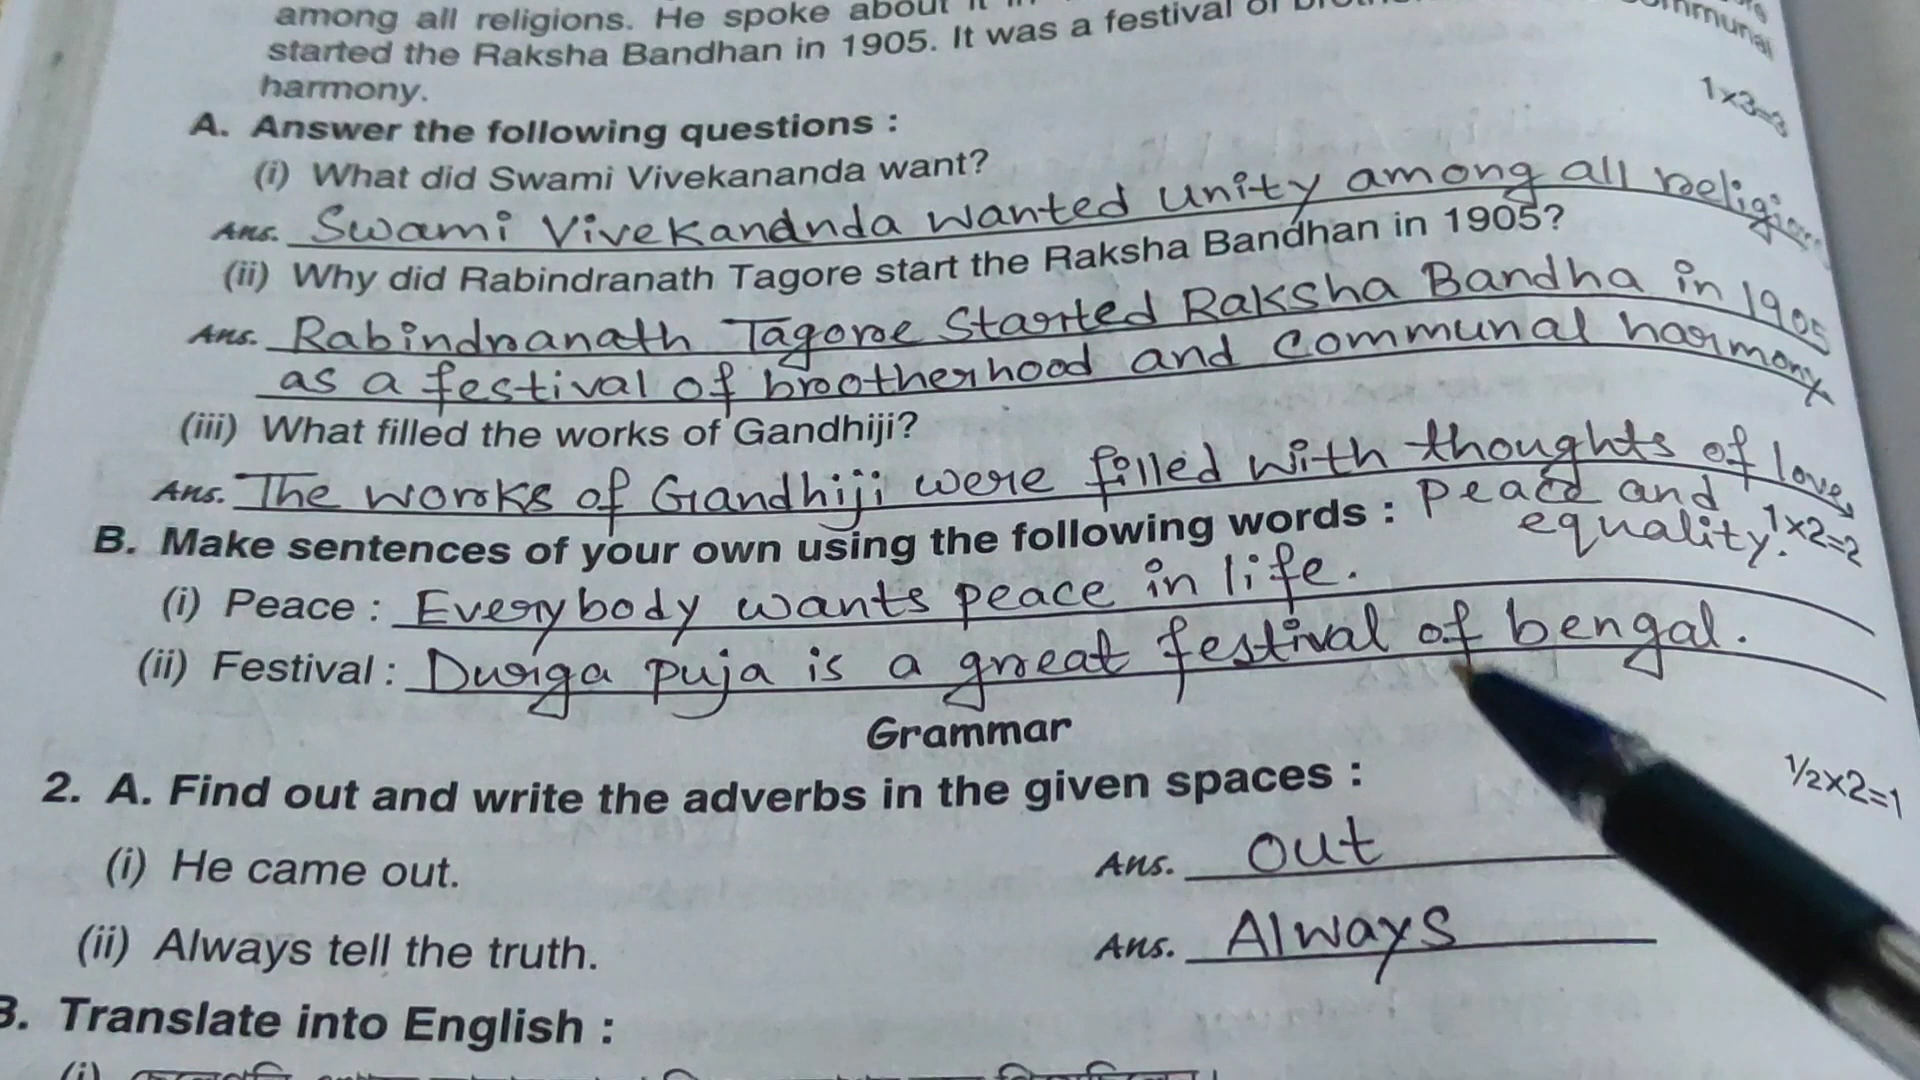 among all religions. He spoke about it
started the Raksha Bandhan in 1905. It was a festival of
harmony.
A. Answer the following questions :
1×3=3
(i) What did Swami Vivekananda want?
Ans. Swami Vivekananda wanted unity among all religion
(ii) Why did Rabindranath Tagore start the Raksha Bandhan in 1905?
Ans. Rabindranath Tagore Started Raksha Bandha in 1905
as a festival of brotherhood and communal harmony
(iii) What filled the works of Gandhiji?
Ans. The works of Gandhiji were filled with thoughts of love,
peace and
equality.
B. Make sentences of your own using the following words :
1×2=2
(i) Peace : Everybody wants peace in life.
(ii) Festival : Durga puja is a great festival of bengal.
Grammar
2. A. Find out and write the adverbs in the given spaces :
½×2=1
(i) He came out. Ans. out
(ii) Always tell the truth. Ans. Always
3. Translate into English :
(i)